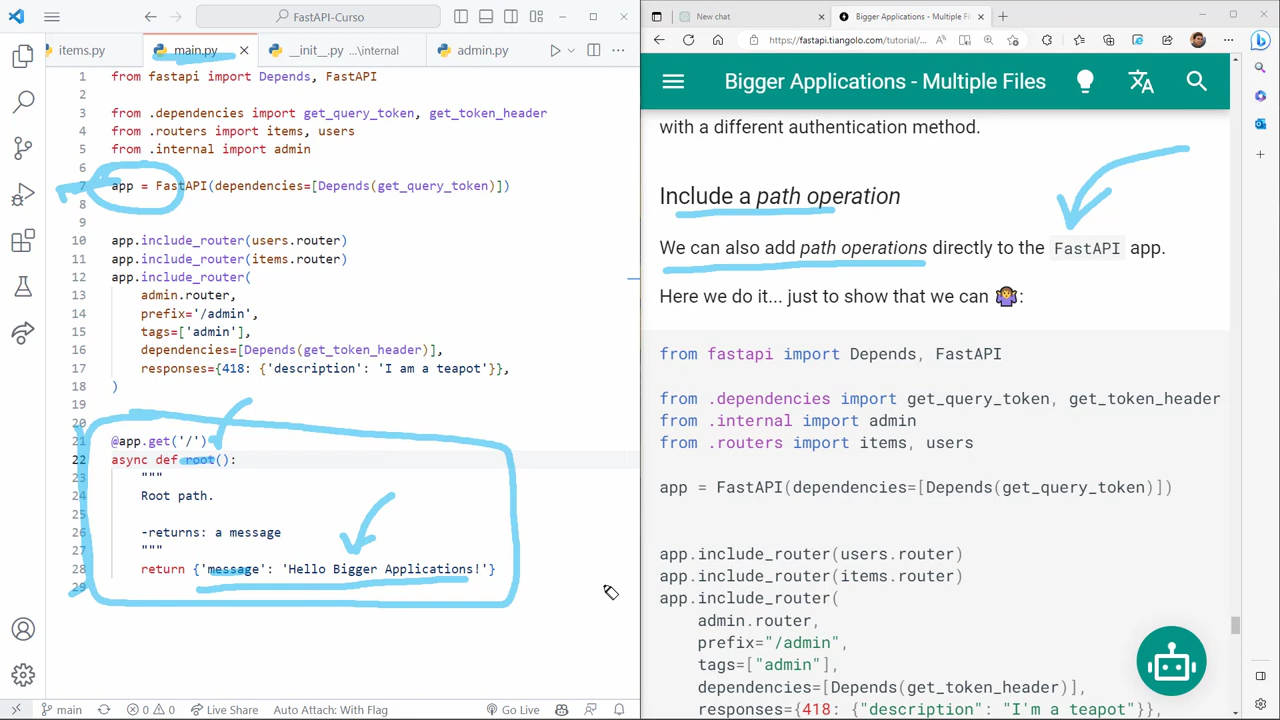 FastAPI-Curso
items.py
main.py
__init__.py ...\internal
admin.py
1 from fastapi import Depends, FastAPI
2
3 from .dependencies import get_query_token, get_token_header
4 from .routers import items, users
5 from .internal import admin
6
7 app = FastAPI(dependencies=[Depends(get_query_token)])
8
9
10 app.include_router(users.router)
11 app.include_router(items.router)
12 app.include_router(
13 admin.router,
14 prefix='/admin',
15 tags=['admin'],
16 dependencies=[Depends(get_token_header)],
17 responses={418: {'description': 'I am a teapot'}},
18 )
19
20
21 @app.get('/')
22 async def root():
23 """
24 Root path.
25
26 -returns: a message
27 """
28 return {'message': 'Hello Bigger Applications!'}
29
main
0 0
Live Share
Auto Attach: With Flag
Go Live
New chat
Bigger Applications - Multiple Fi
https://fastapi.tiangolo.com/tutorial/...
Bigger Applications - Multiple Files
with a different authentication method.
Include a path operation
We can also add path operations directly to the FastAPI app.
Here we do it... just to show that we can 🤷:
from fastapi import Depends, FastAPI
from .dependencies import get_query_token, get_token_header
from .internal import admin
from .routers import items, users
app = FastAPI(dependencies=[Depends(get_query_token)])
app.include_router(users.router)
app.include_router(items.router)
app.include_router(
admin.router,
prefix="/admin",
tags=["admin"],
dependencies=[Depends(get_token_header)],
responses={418: {"description": "I'm a teapot"}},